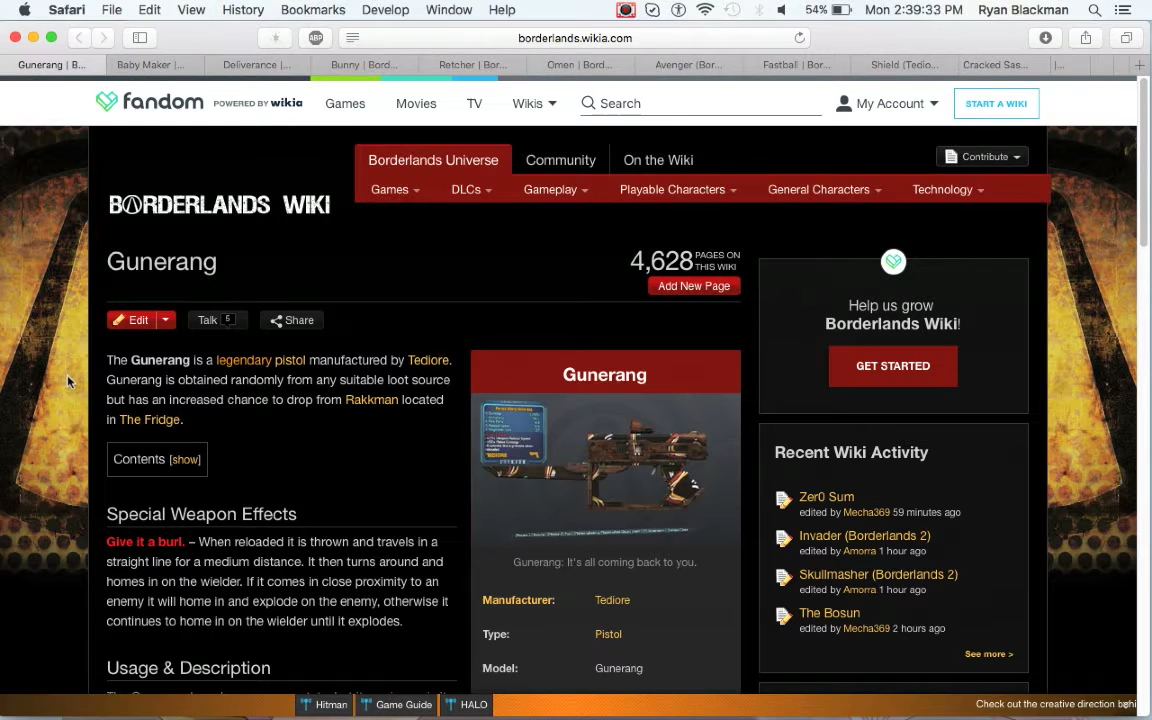 Safari File Edit View History Bookmarks Develop Window Help 54% Mon 2:39:33 PM Ryan Blackman
ABP borderlands.wikia.com
Gunerang | B... Baby Maker |... Deliverance |... Bunny | Bord... Retcher | Bor... Omen | Bord... Avenger (Bor... Fastball | Bor... Shield (Tedio... Cracked Sas... |...
fandom POWERED BY wikia Games Movies TV Wikis Search My Account START A WIKI
Borderlands Universe Community On the Wiki Contribute
Games DLCs Gameplay Playable Characters General Characters Technology
BORDERLANDS WIKI
Gunerang
4,628 PAGES ON THIS WIKI
Add New Page
Edit Talk 5 Share
The Gunerang is a legendary pistol manufactured by Tediore.
Gunerang is obtained randomly from any suitable loot source
but has an increased chance to drop from Rakkman located
in The Fridge.
Contents [show]
Special Weapon Effects
Give it a burl. – When reloaded it is thrown and travels in a
straight line for a medium distance. It then turns around and
homes in on the wielder. If it comes in close proximity to an
enemy it will home in and explode on the enemy, otherwise it
continues to home in on the wielder until it explodes.
Usage & Description
Gunerang
Gunerang: It's all coming back to you.
Manufacturer: Tediore
Type: Pistol
Model: Gunerang
Help us grow
Borderlands Wiki!
GET STARTED
Recent Wiki Activity
Zer0 Sum
edited by Mecha369 59 minutes ago
Invader (Borderlands 2)
edited by Amorra 1 hour ago
Skullmasher (Borderlands 2)
edited by Amorra 1 hour ago
The Bosun
edited by Mecha369 2 hours ago
See more >
Hitman Game Guide HALO Check out the creative direction behi